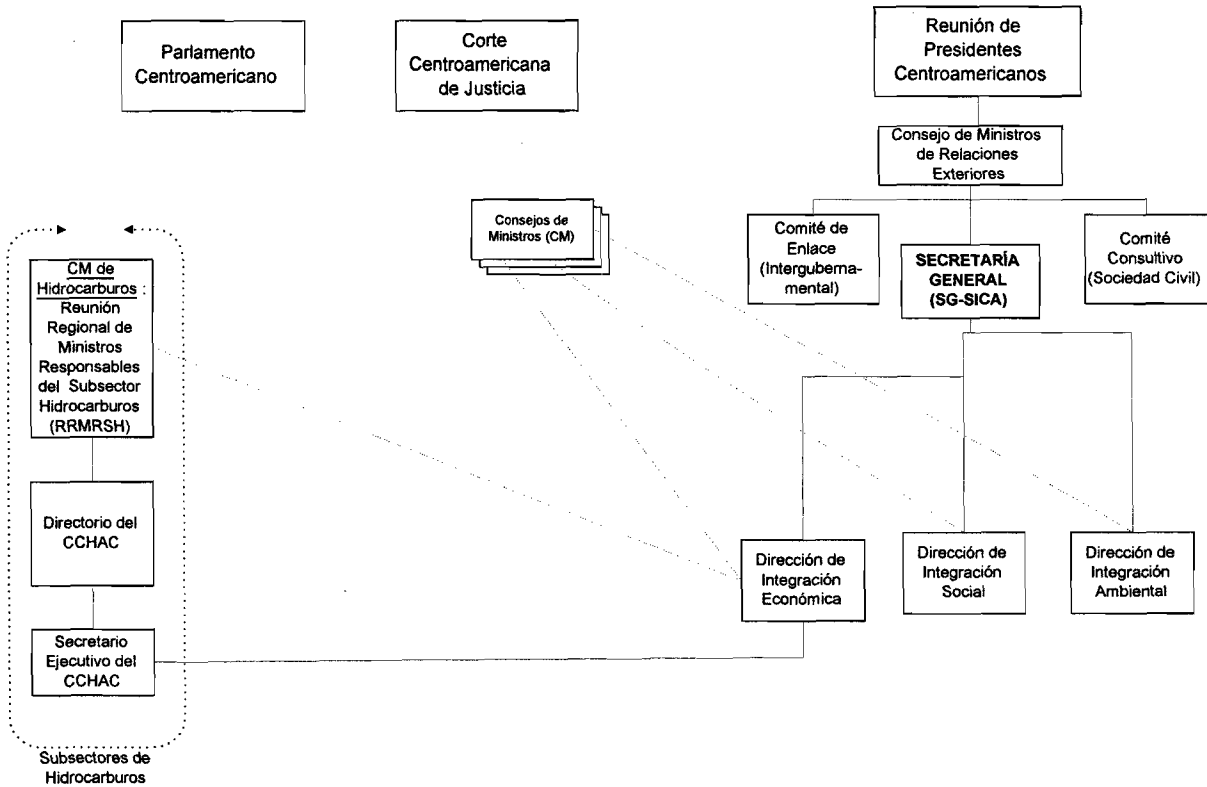 Parlamento
Centroamericano
Corte
Centroamericana
de Justicia
Reunión de
Presidentes
Centroamericanos
Consejo de Ministros
de Relaciones
Exteriores
Consejos de
Ministros (CM)
Comité de
Enlace
(Interguberna-
mental)
SECRETARÍA
GENERAL
(SG-SICA)
Comité
Consultivo
(Sociedad Civil)
CM de
Hidrocarburos :
Reunión
Regional de
Ministros
Responsables
del Subsector
Hidrocarburos
(RRMRSH)
Directorio del
CCHAC
Secretario
Ejecutivo del
CCHAC
Dirección de
Integración
Económica
Dirección de
Integración
Social
Dirección de
Integración
Ambiental
Subsectores de
Hidrocarburos